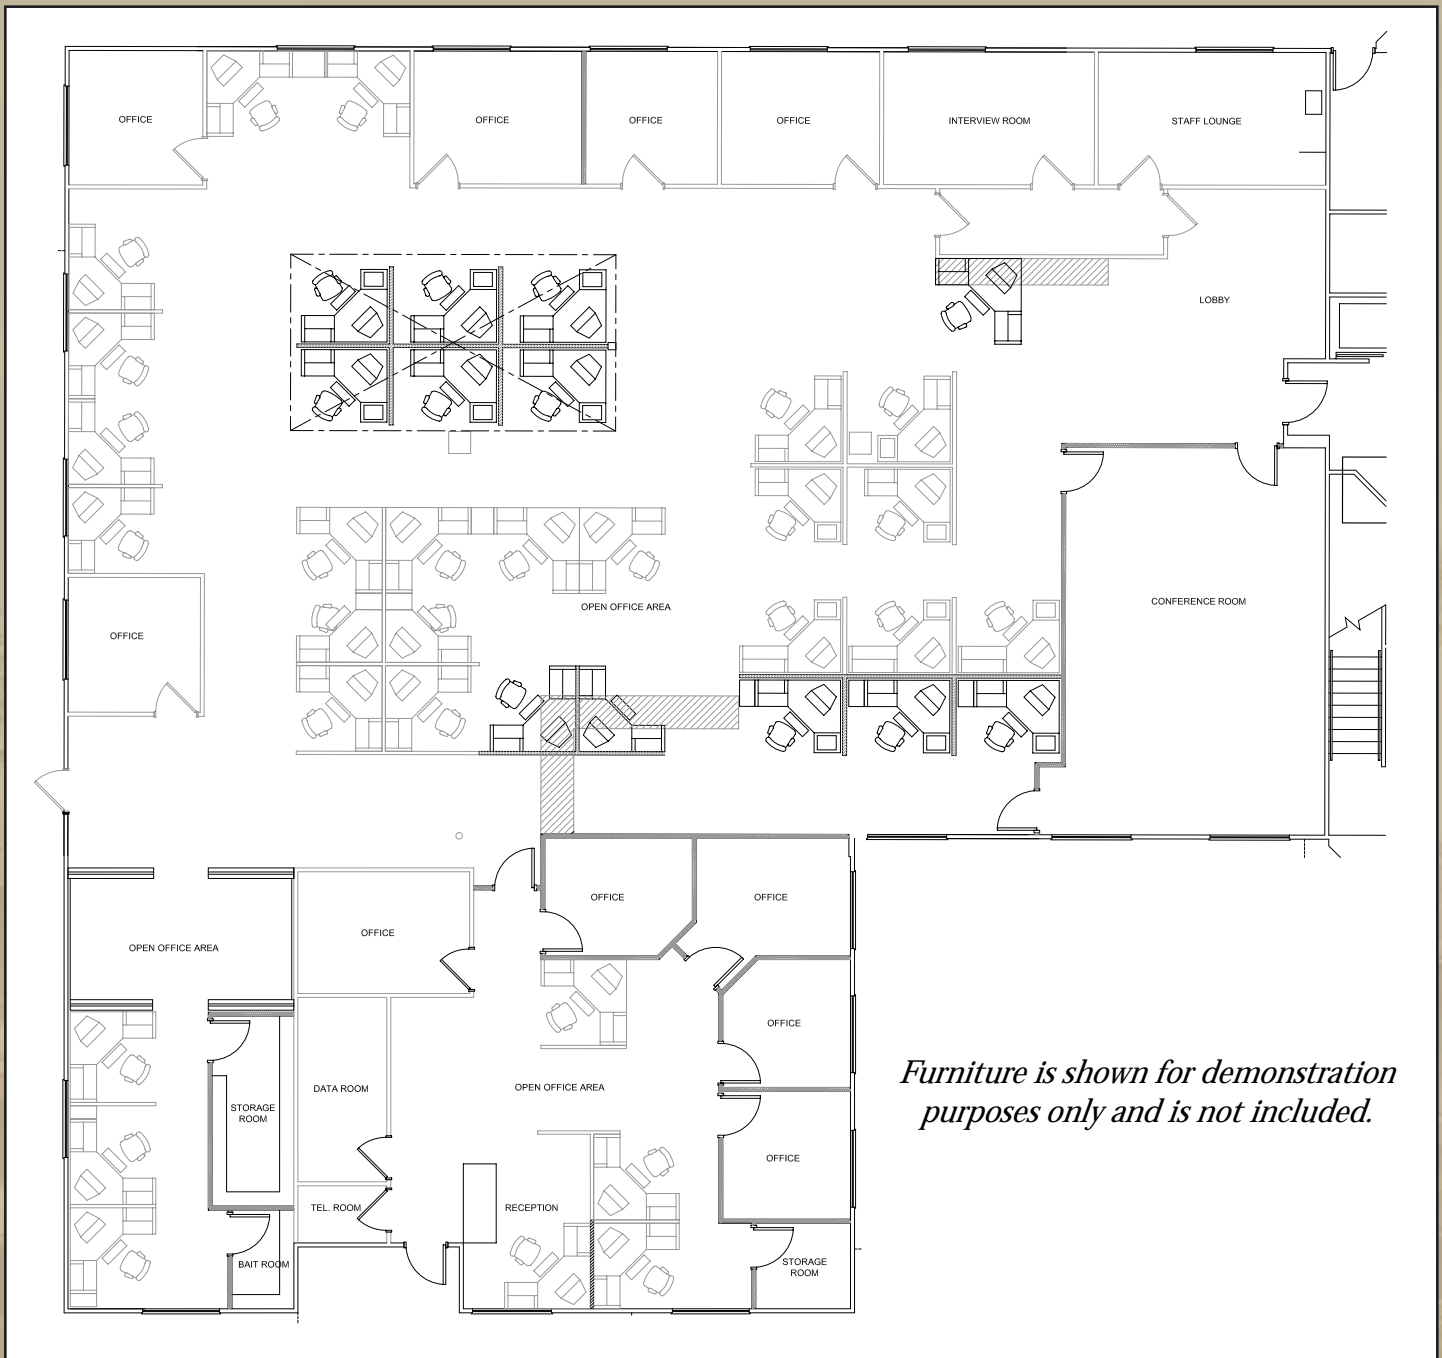 OFFICE
OFFICE
OFFICE
OFFICE
INTERVIEW ROOM
STAFF LOUNGE
LOBBY
CONFERENCE ROOM
OPEN OFFICE AREA
OFFICE
OFFICE
OFFICE
OFFICE
OPEN OFFICE AREA
OFFICE
DATA ROOM
OPEN OFFICE AREA
STORAGE
ROOM
OFFICE
TEL. ROOM
RECEPTION
BAIT ROOM
STORAGE
ROOM
Furniture is shown for demonstration
purposes only and is not included.